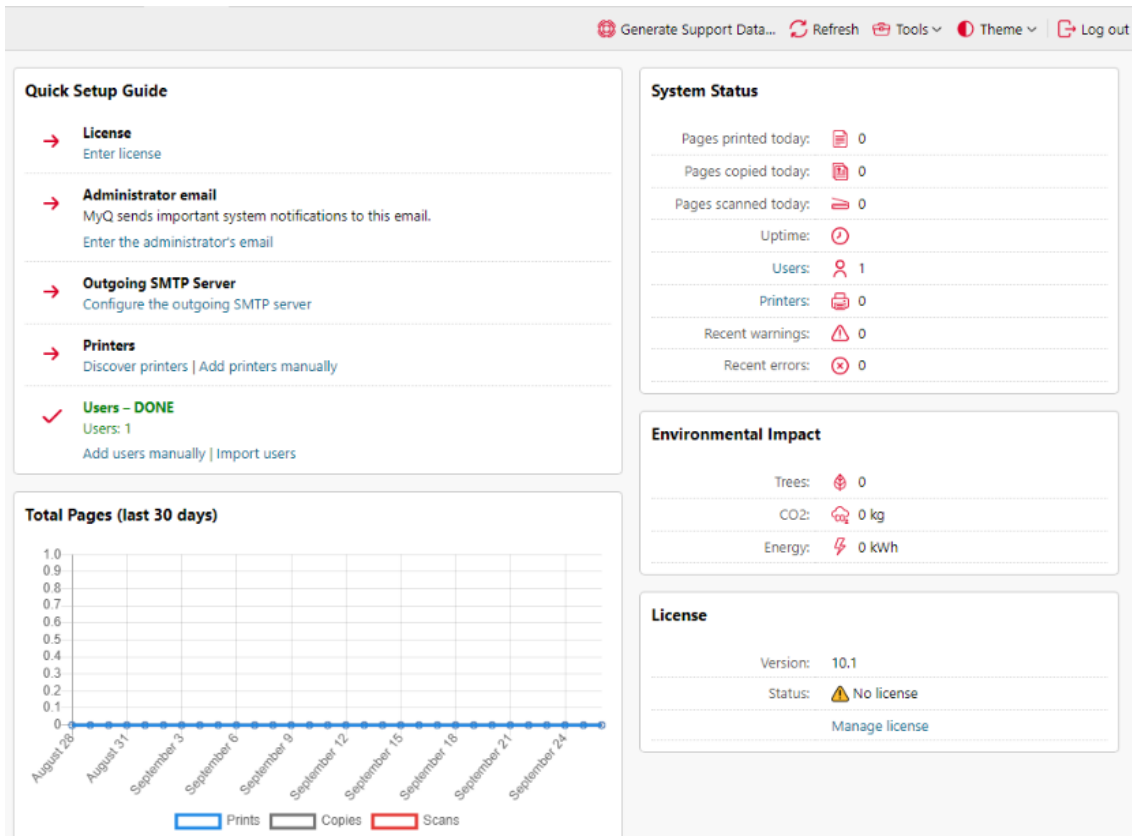 Generate Support Data... Refresh Tools Theme Log out
Quick Setup Guide
License
Enter license
Administrator email
MyQ sends important system notifications to this email.
Enter the administrator's email
Outgoing SMTP Server
Configure the outgoing SMTP server
Printers
Discover printers | Add printers manually
Users – DONE
Users: 1
Add users manually | Import users
Total Pages (last 30 days)
1.0
0.9
0.8
0.7
0.6
0.5
0.4
0.3
0.2
0.1
0
August 28
August 31
September 3
September 6
September 9
September 12
September 15
September 18
September 21
September 24
Prints Copies Scans
System Status
Pages printed today: 0
Pages copied today: 0
Pages scanned today: 0
Uptime:
Users: 1
Printers: 0
Recent warnings: 0
Recent errors: 0
Environmental Impact
Trees: 0
CO2: 0 kg
Energy: 0 kWh
License
Version: 10.1
Status: No license
Manage license